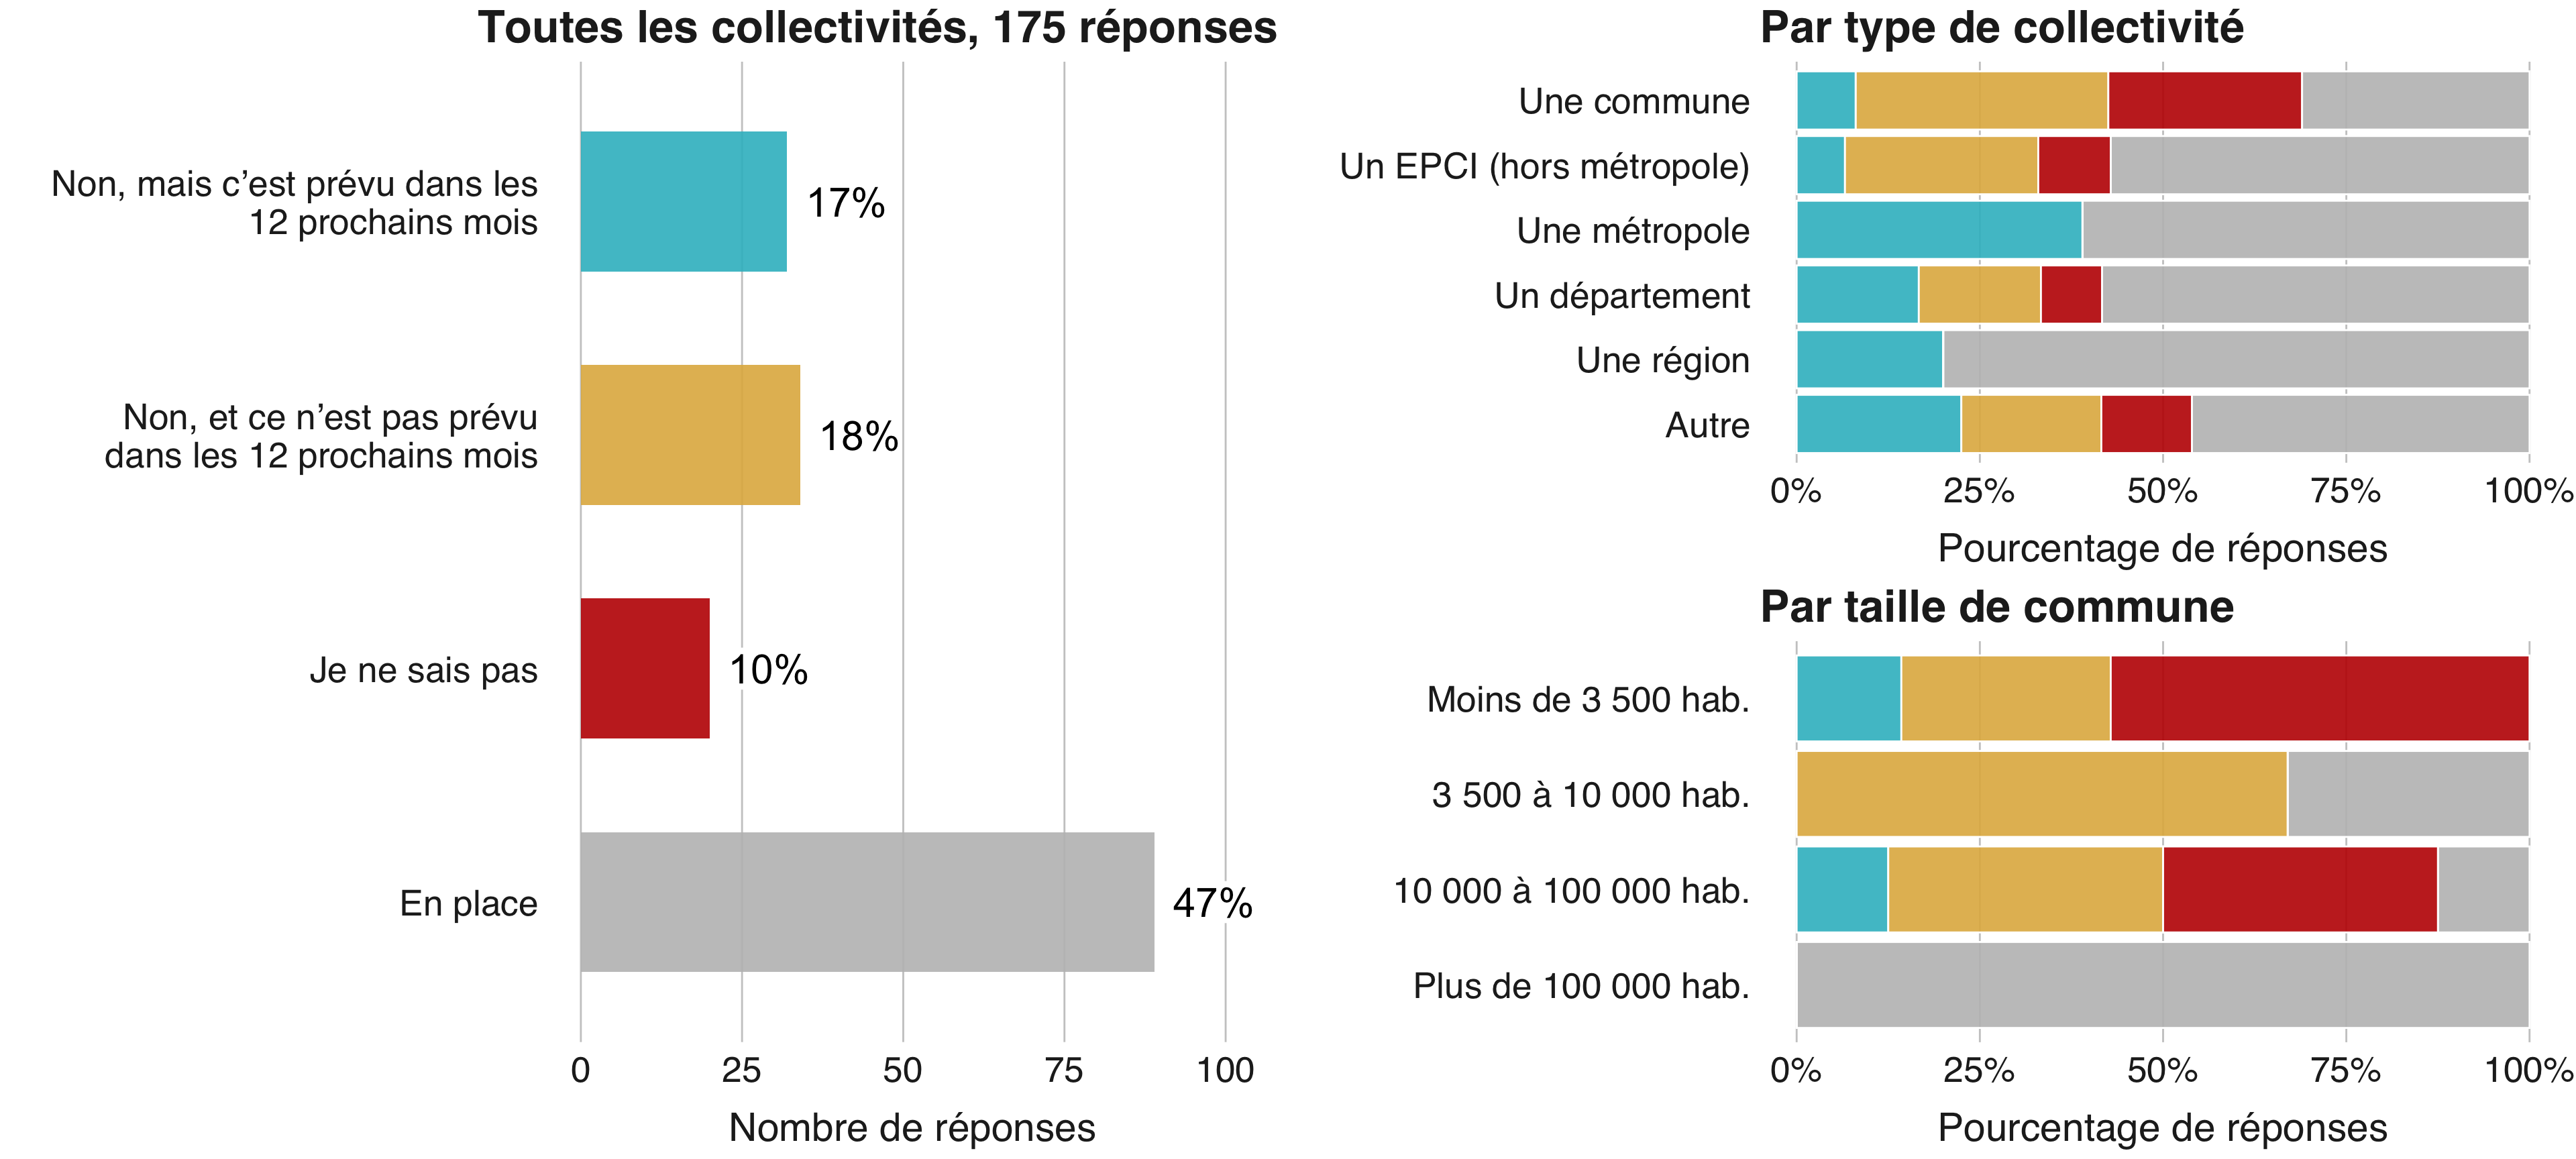 Toutes les collectivités, 175 réponses
Non, mais c’est prévu dans les
12 prochains mois
17%
Non, et ce n’est pas prévu
dans les 12 prochains mois
18%
Je ne sais pas
10%
En place
47%
0 25 50 75 100
Nombre de réponses
Par type de collectivité
Une commune
Un EPCI (hors métropole)
Une métropole
Un département
Une région
Autre
0% 25% 50% 75% 100%
Pourcentage de réponses
Par taille de commune
Moins de 3 500 hab.
3 500 à 10 000 hab.
10 000 à 100 000 hab.
Plus de 100 000 hab.
0% 25% 50% 75% 100%
Pourcentage de réponses